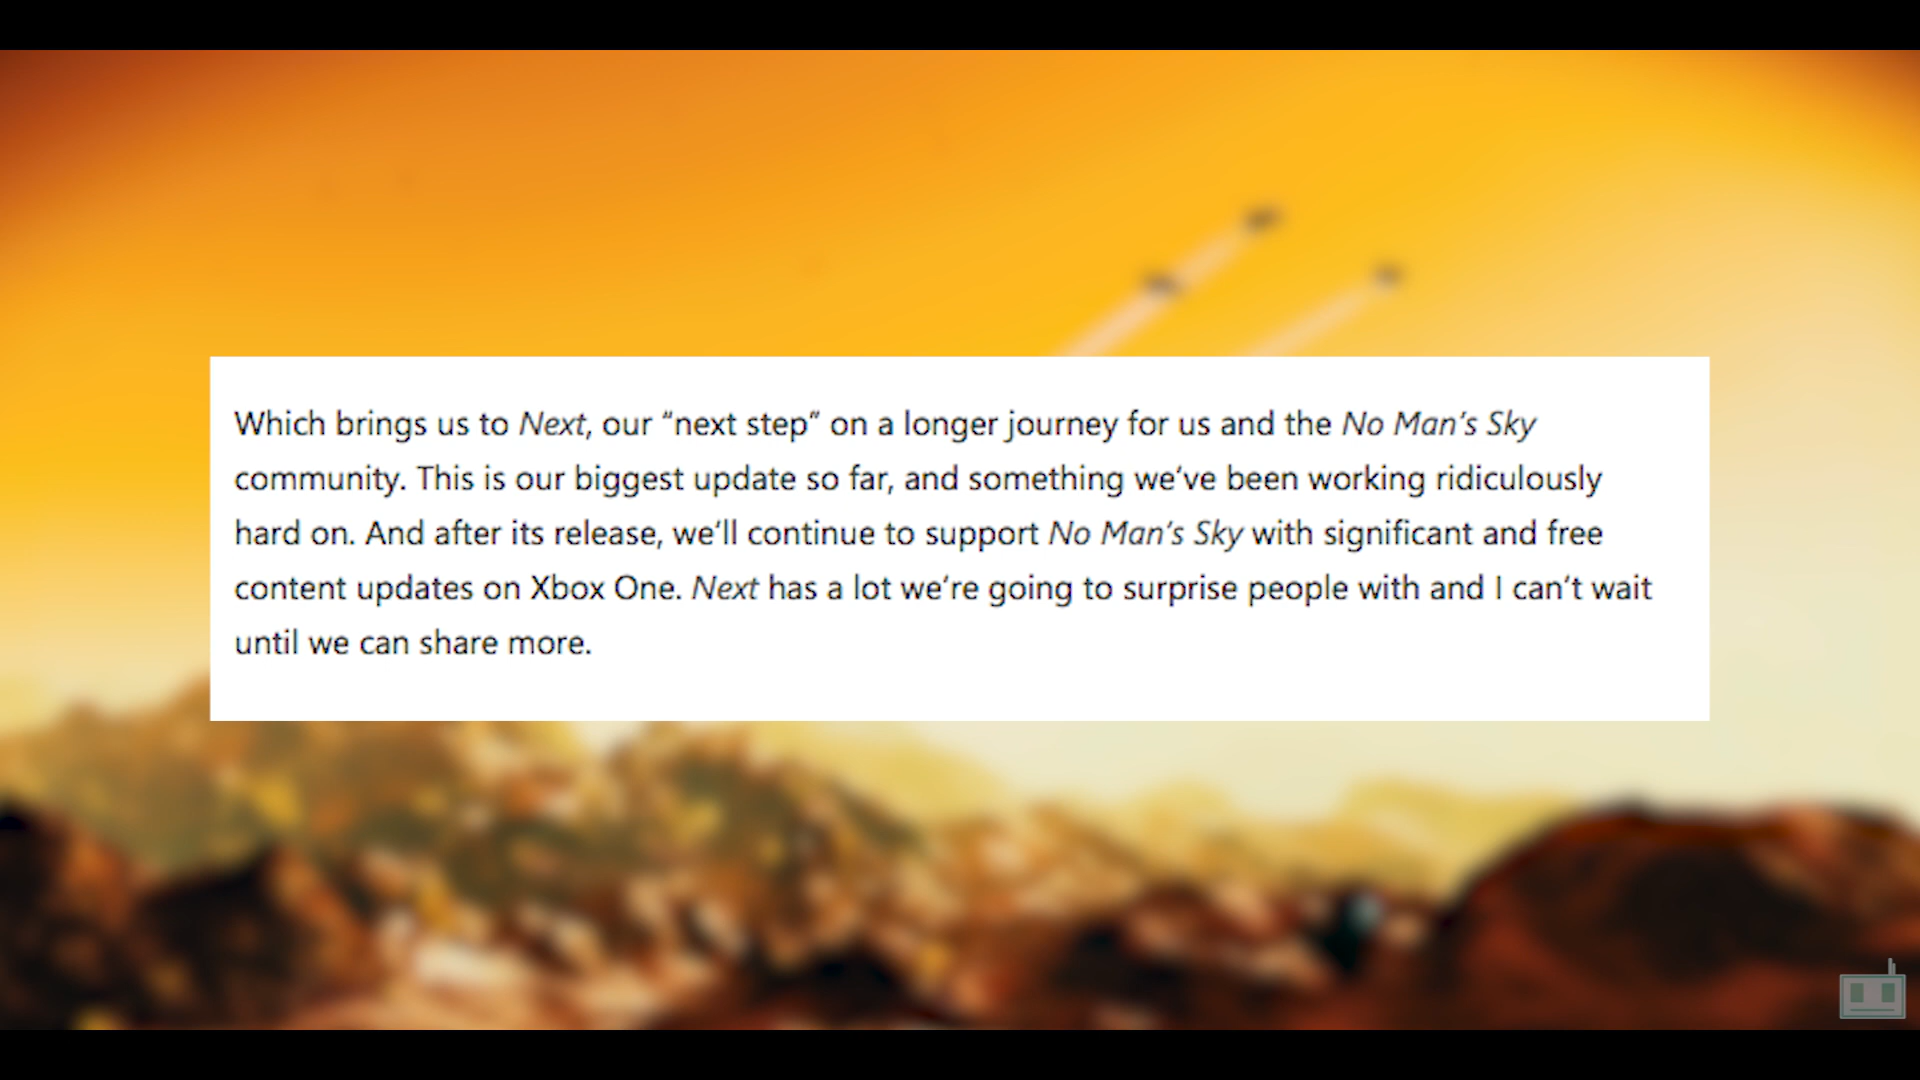 Which brings us to Next, our “next step” on a longer journey for us and the No Man’s Sky
community. This is our biggest update so far, and something we’ve been working ridiculously
hard on. And after its release, we’ll continue to support No Man’s Sky with significant and free
content updates on Xbox One. Next has a lot we’re going to surprise people with and I can’t wait
until we can share more.